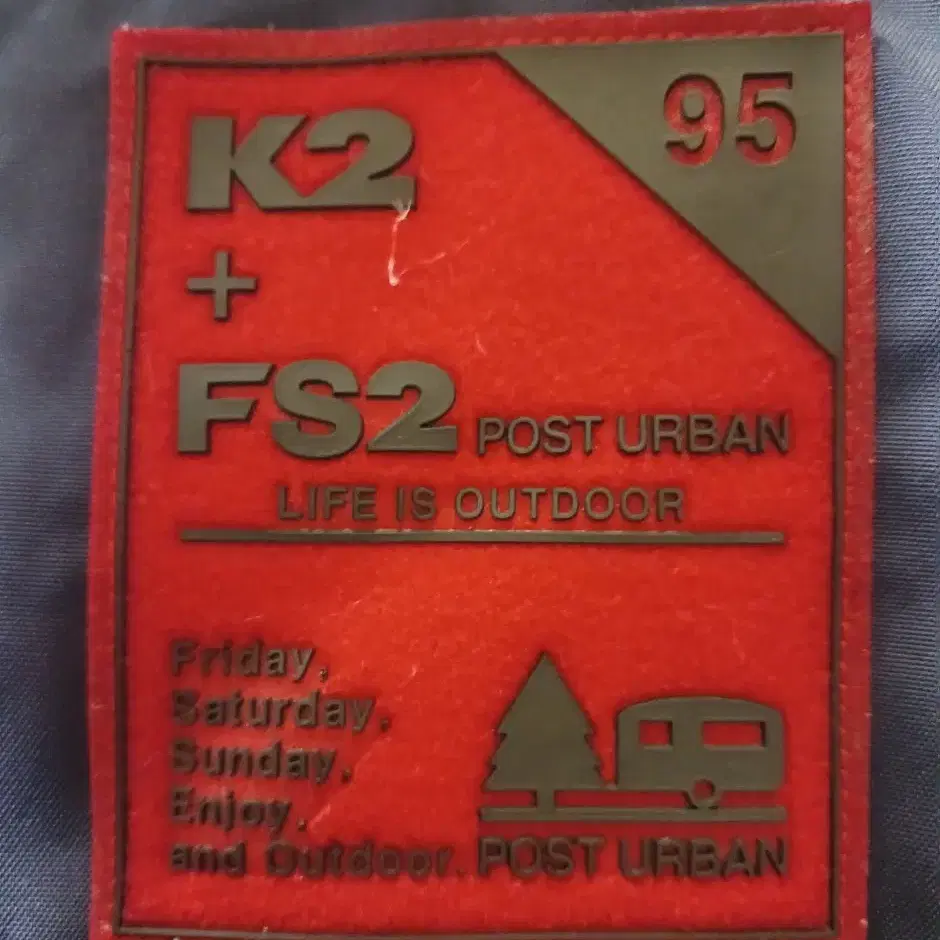 K2
95
+
FS2 POST URBAN
LIFE IS OUTDOOR
Friday,
Saturday,
Sunday,
Enjoy,
and Outdoor.
POST URBAN